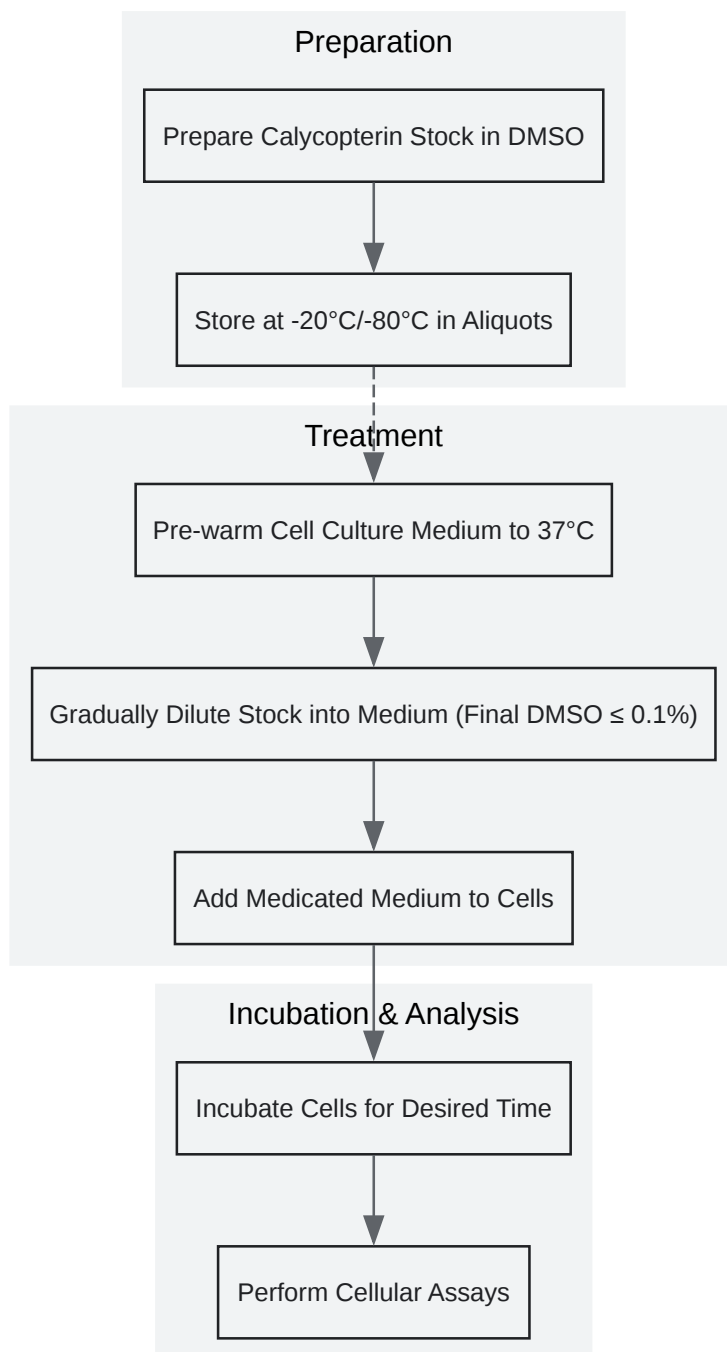 Preparation
Prepare Calycopterin Stock in DMSO
Store at -20°C/-80°C in Aliquots
Treatment
Pre-warm Cell Culture Medium to 37°C
Gradually Dilute Stock into Medium (Final DMSO ≤ 0.1%)
Add Medicated Medium to Cells
Incubation & Analysis
Incubate Cells for Desired Time
Perform Cellular Assays